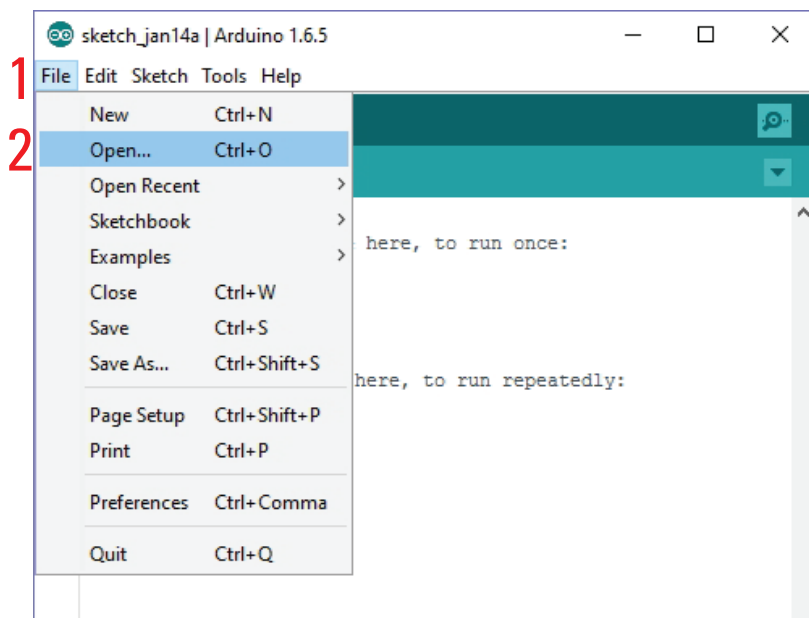 sketch_jan14a | Arduino 1.6.5
1
File Edit Sketch Tools Help
New Ctrl+N
2
Open... Ctrl+O
Open Recent
Sketchbook
here, to run once:
Examples
Close Ctrl+W
Save Ctrl+S
Save As... Ctrl+Shift+S
here, to run repeatedly:
Page Setup Ctrl+Shift+P
Print Ctrl+P
Preferences Ctrl+Comma
Quit Ctrl+Q